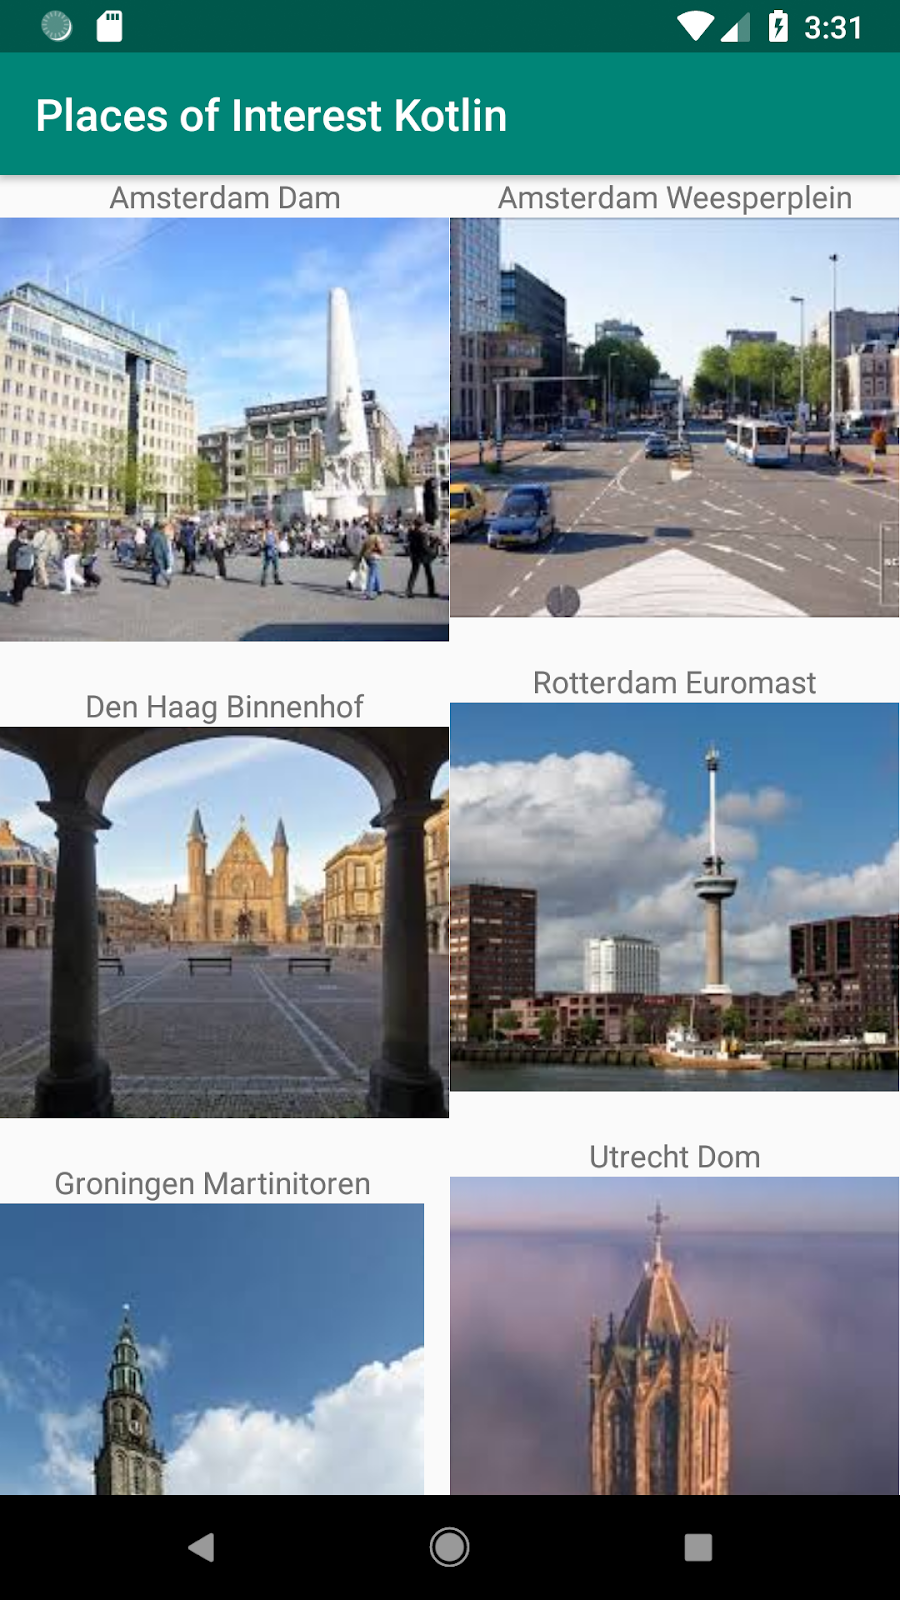 3:31
Places of Interest Kotlin
Amsterdam Dam
Amsterdam Weesperplein
Den Haag Binnenhof
Rotterdam Euromast
Groningen Martinitoren
Utrecht Dom